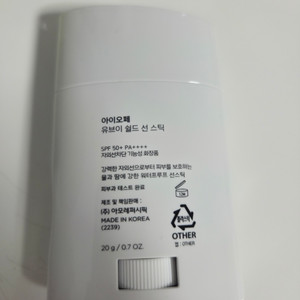 아이오페
유브이 쉴드 선 스틱
SPF 50+ PA++++
자외선차단 기능성 화장품
강력한 자외선으로부터 피부를 보호하는
물과 땀에 강한 워터프루프 선스틱
피부과 테스트 완료
제조 및 책임판매 :
(주) 아모레퍼시픽
MADE IN KOREA
(2239)
OTHER
캡 : OTHER
20 g / 0.7 OZ.